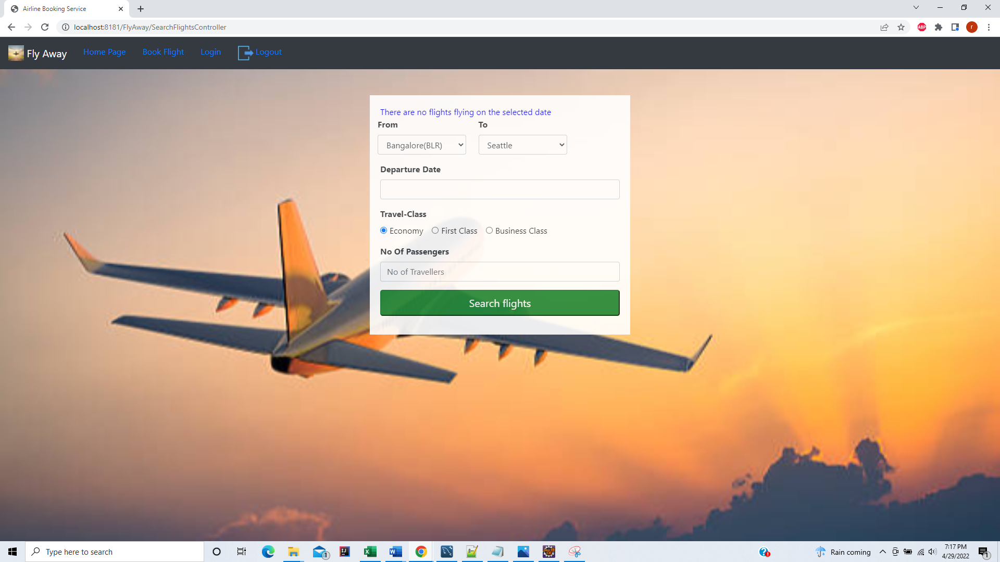 Airline Booking Service
localhost:8181/FlyAway/SearchFlightsController
ABP
r
Fly Away Home Page Book Flight Login Logout
There are no flights flying on the selected date
From To
Bangalore(BLR) Seattle
Departure Date
Travel-Class
Economy First Class Business Class
No Of Passengers
No of Travellers
Search flights
Type here to search
Rain coming
7:17 PM
4/29/2022